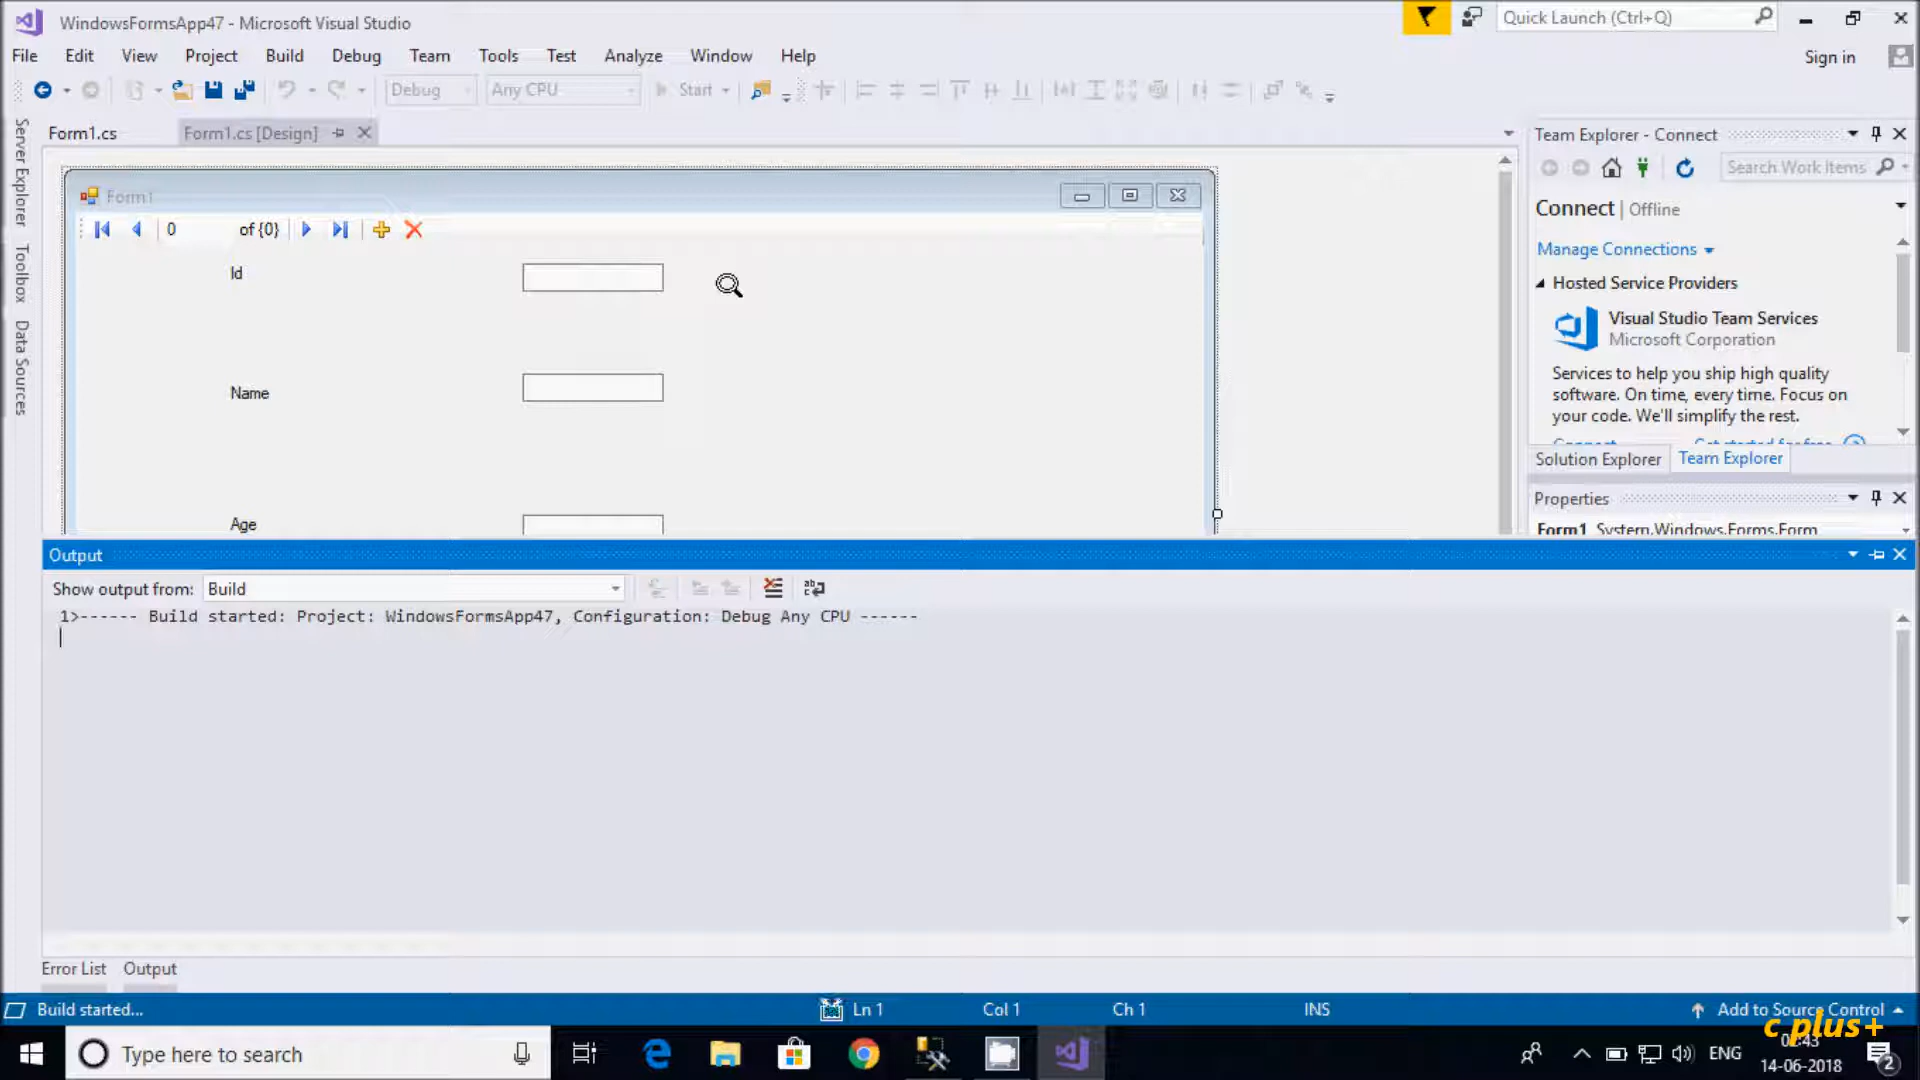 WindowsFormsApp47 - Microsoft Visual Studio
Quick Launch (Ctrl+Q)
File Edit View Project Build Debug Team Tools Test Analyze Window Help
Sign in
Debug Any CPU Start
Form1.cs Form1.cs [Design]
Team Explorer - Connect
Search Work Items
Connect | Offline
Manage Connections
Hosted Service Providers
Visual Studio Team Services
Microsoft Corporation
Services to help you ship high quality
software. On time, every time. Focus on
your code. We'll simplify the rest.
Connect Get started for free
Solution Explorer Team Explorer
Properties
Form1 System.Windows.Forms.Form
Server Explorer
Toolbox
Data Sources
Form1
0 of {0}
Id
Name
Age
Output
Show output from: Build
1>------ Build started: Project: WindowsFormsApp47, Configuration: Debug Any CPU ------
Error List Output
Build started... Ln 1 Col 1 Ch 1 INS Add to Source Control
c plus+
Type here to search
ENG
14-06-2018
2